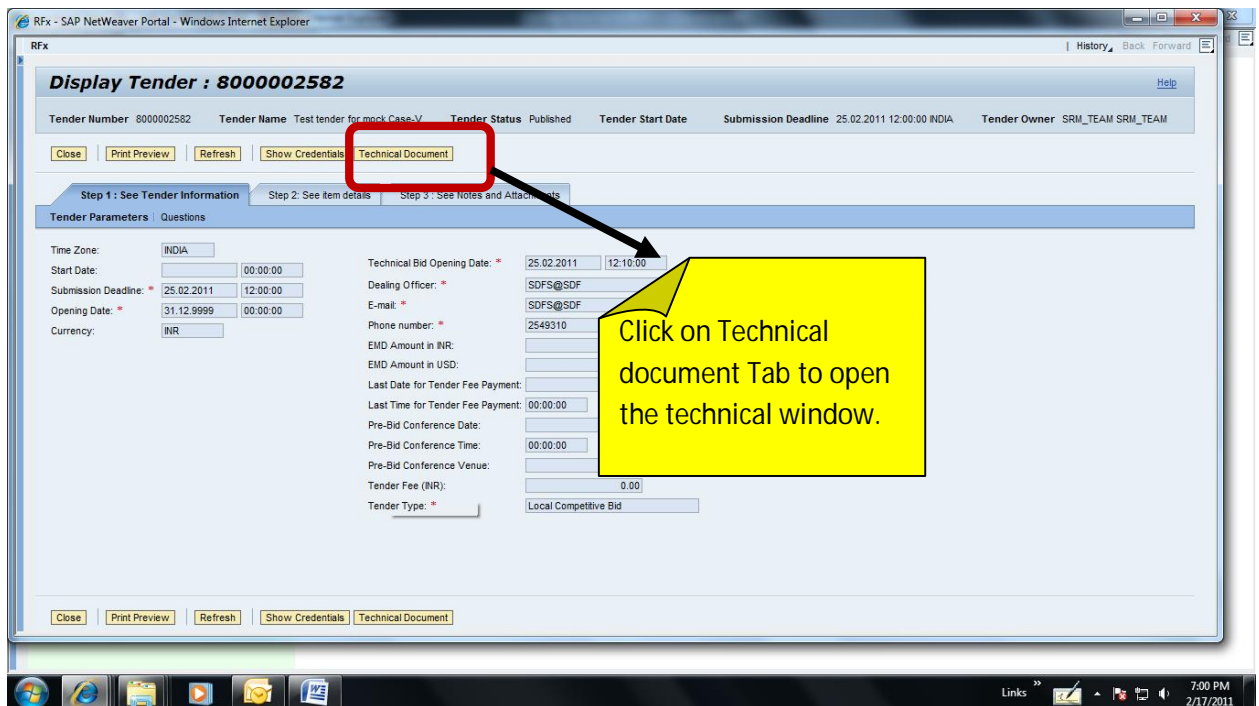 RFx - SAP NetWeaver Portal - Windows Internet Explorer
RFx
| History Back Forward
Display Tender : 8000002582
Help
Tender Number 8000002582 Tender Name Test tender for mock Case-V Tender Status Published Tender Start Date Submission Deadline 25.02.2011 12:00:00 INDIA Tender Owner SRM_TEAM SRM_TEAM
Close Print Preview Refresh Show Credentials Technical Document
Step 1 : See Tender Information Step 2: See item details Step 3 : See Notes and Attachments
Tender Parameters Questions
Time Zone: INDIA
Start Date: 00:00:00
Submission Deadline: * 25.02.2011 12:00:00
Opening Date: * 31.12.9999 00:00:00
Currency: INR
Technical Bid Opening Date: * 25.02.2011 12:10:00
Dealing Officer: * SDFS@SDF
E-mail: * SDFS@SDF
Phone number: * 2549310
EMD Amount in INR:
EMD Amount in USD:
Last Date for Tender Fee Payment:
Last Time for Tender Fee Payment: 00:00:00
Pre-Bid Conference Date:
Pre-Bid Conference Time: 00:00:00
Pre-Bid Conference Venue:
Tender Fee (INR): 0.00
Tender Type: * Local Competitive Bid
Click on Technical
document Tab to open
the technical window.
Close Print Preview Refresh Show Credentials Technical Document
Links
7:00 PM
2/17/2011